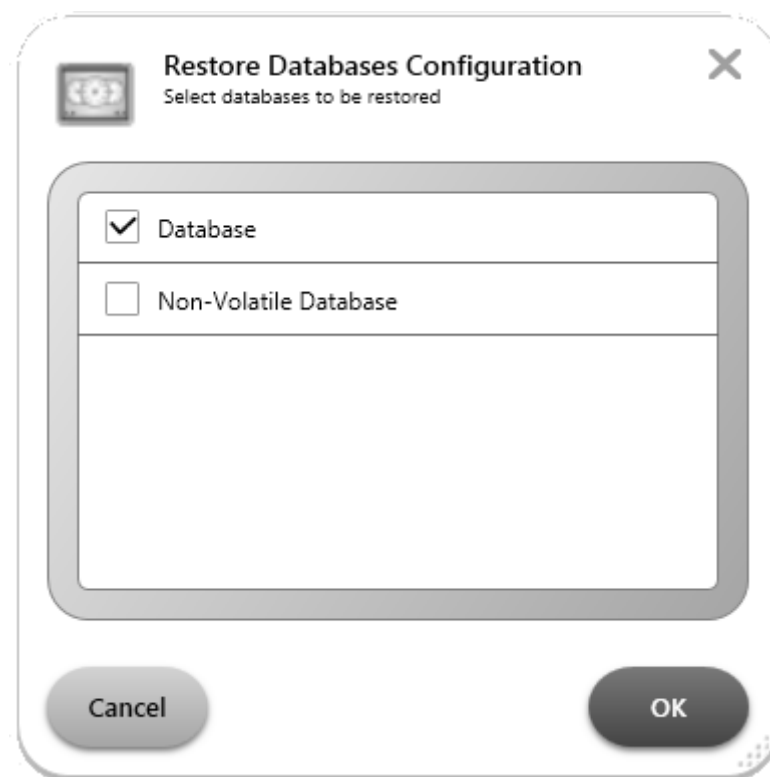 Restore Databases Configuration
Select databases to be restored
Database
Non-Volatile Database
Cancel
OK